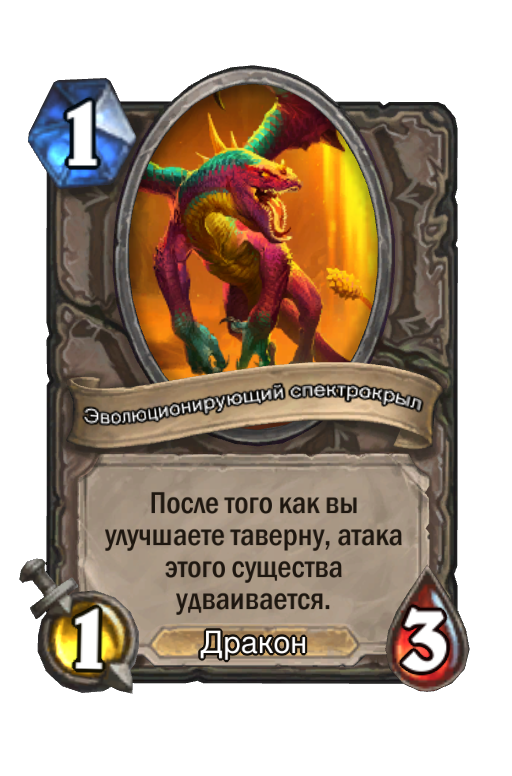 1
Эволюционирующий спектрокрыл
После того как вы
улучшаете таверну, атака
этого существа
удваивается.
1
Дракон
3